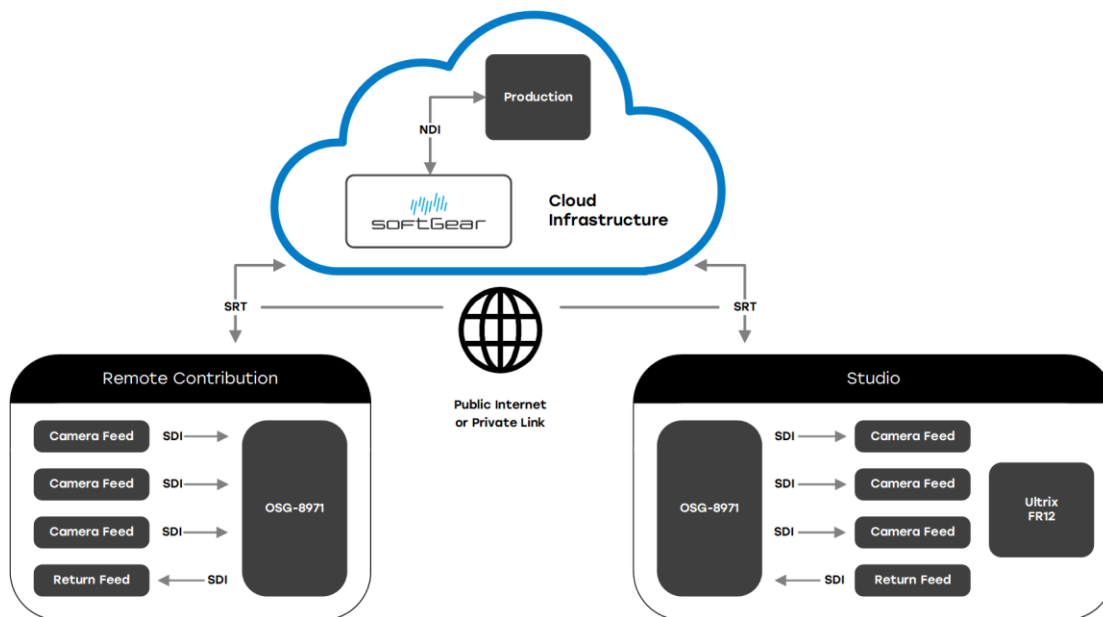 Production
NDI
softGear
Cloud
Infrastructure
SRT
SRT
Remote Contribution
Camera Feed
SDI
Camera Feed
SDI
Camera Feed
SDI
Return Feed
SDI
OSG-8971
Public Internet
or Private Link
Studio
OSG-8971
SDI
Camera Feed
SDI
Camera Feed
SDI
Camera Feed
SDI
Return Feed
Ultrix
FR12